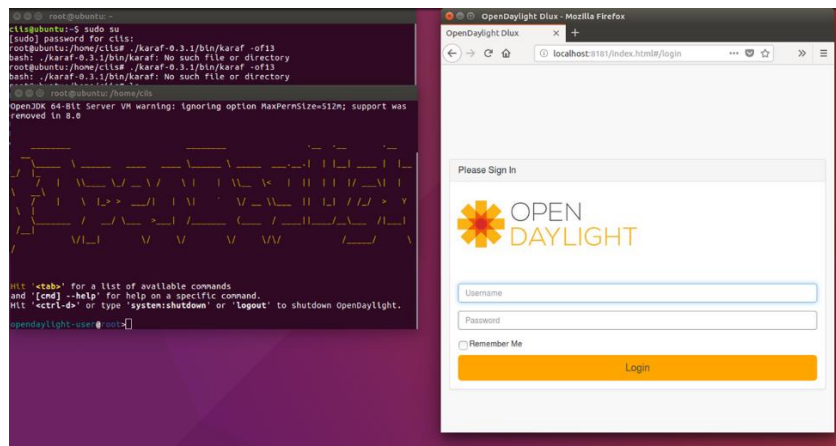 root@ubuntu: ~
ciis@ubuntu:~$ sudo su
[sudo] password for ciis:
root@ubuntu:/home/ciis# ./karaf-0.3.1/bin/karaf -of13
bash: ./karaf-0.3.1/bin/karaf: No such file or directory
root@ubuntu:/home/ciis# ./karaf-0.3.1/bin/karaf -of13
bash: ./karaf-0.3.1/bin/karaf: No such file or directory
root@ubuntu: /home/ciis
OpenJDK 64-Bit Server VM warning: ignoring option MaxPermSize=512m; support was
removed in 8.0
Hit '<tab>' for a list of available commands
and '[cmd] --help' for help on a specific command.
Hit '<ctrl-d>' or type 'system:shutdown' or 'logout' to shutdown OpenDaylight.
opendaylight-user@root>
OpenDaylight Dlux - Mozilla Firefox
OpenDaylight Dlux
localhost:8181/index.html#/login
Please Sign In
OPEN
DAYLIGHT
Username
Password
Remember Me
Login